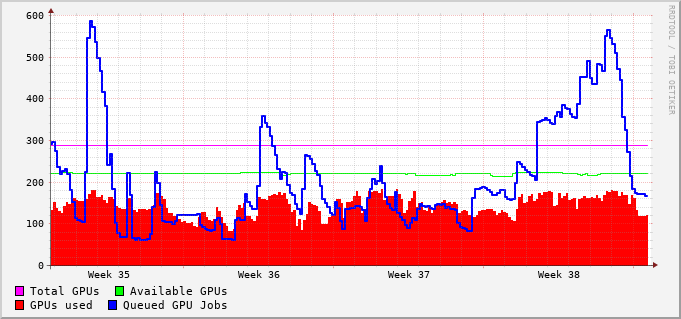 600
500
400
300
200
100
0
Week 35 Week 36 Week 37 Week 38
Total GPUs Available GPUs
GPUs used Queued GPU Jobs
RRDTOOL / TOBI OETIKER